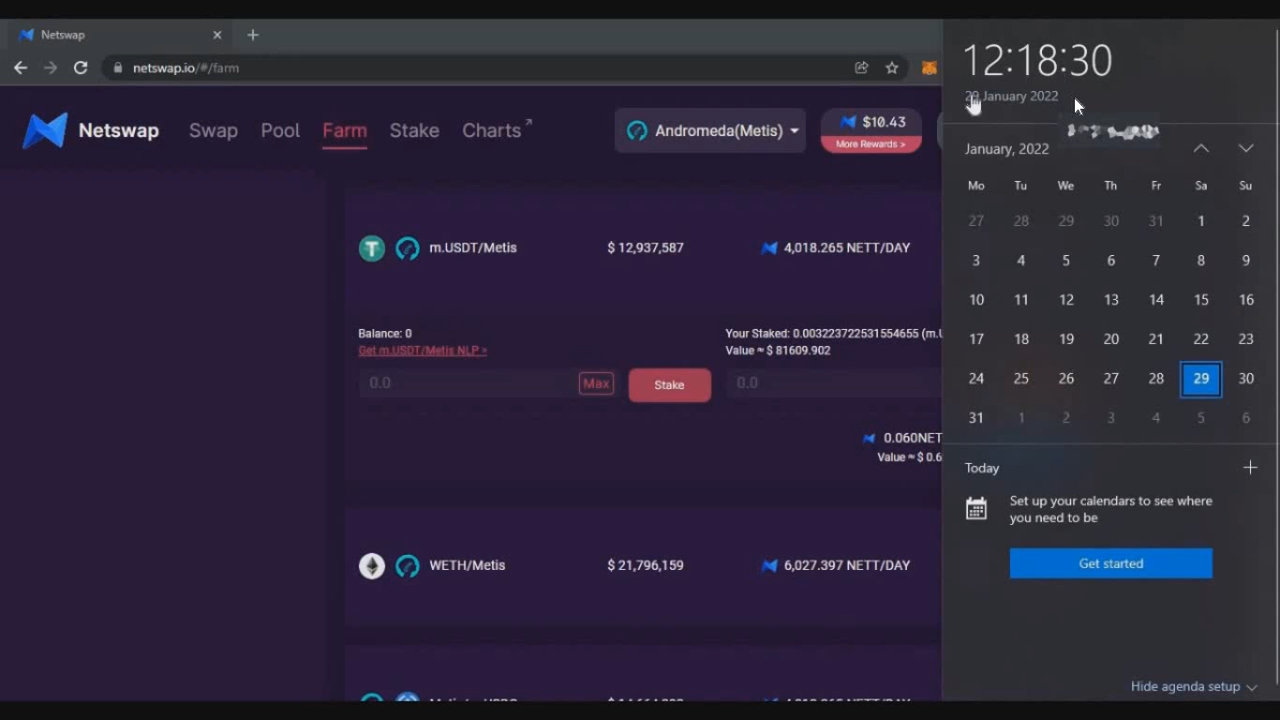 Netswap
netswap.io/#/farm
Netswap Swap Pool Farm Stake Charts Andromeda(Metis) $10.43
More Rewards >
m.USDT/Metis $ 12,937,587 4,018.265 NETT/DAY
Balance: 0 Your Staked: 0.003223722531554655 (m.U
Get m.USDT/Metis NLP > Value ≈ $ 81609.902
0.0 Max Stake 0.0
0.060NET
Value ≈ $ 0.6
WETH/Metis $ 21,796,159 6,027.397 NETT/DAY
12:18:30
29 January 2022
January, 2022
Mo Tu We Th Fr Sa Su
27 28 29 30 31 1 2
3 4 5 6 7 8 9
10 11 12 13 14 15 16
17 18 19 20 21 22 23
24 25 26 27 28 29 30
31 1 2 3 4 5 6
Today
Set up your calendars to see where
you need to be
Get started
Hide agenda setup